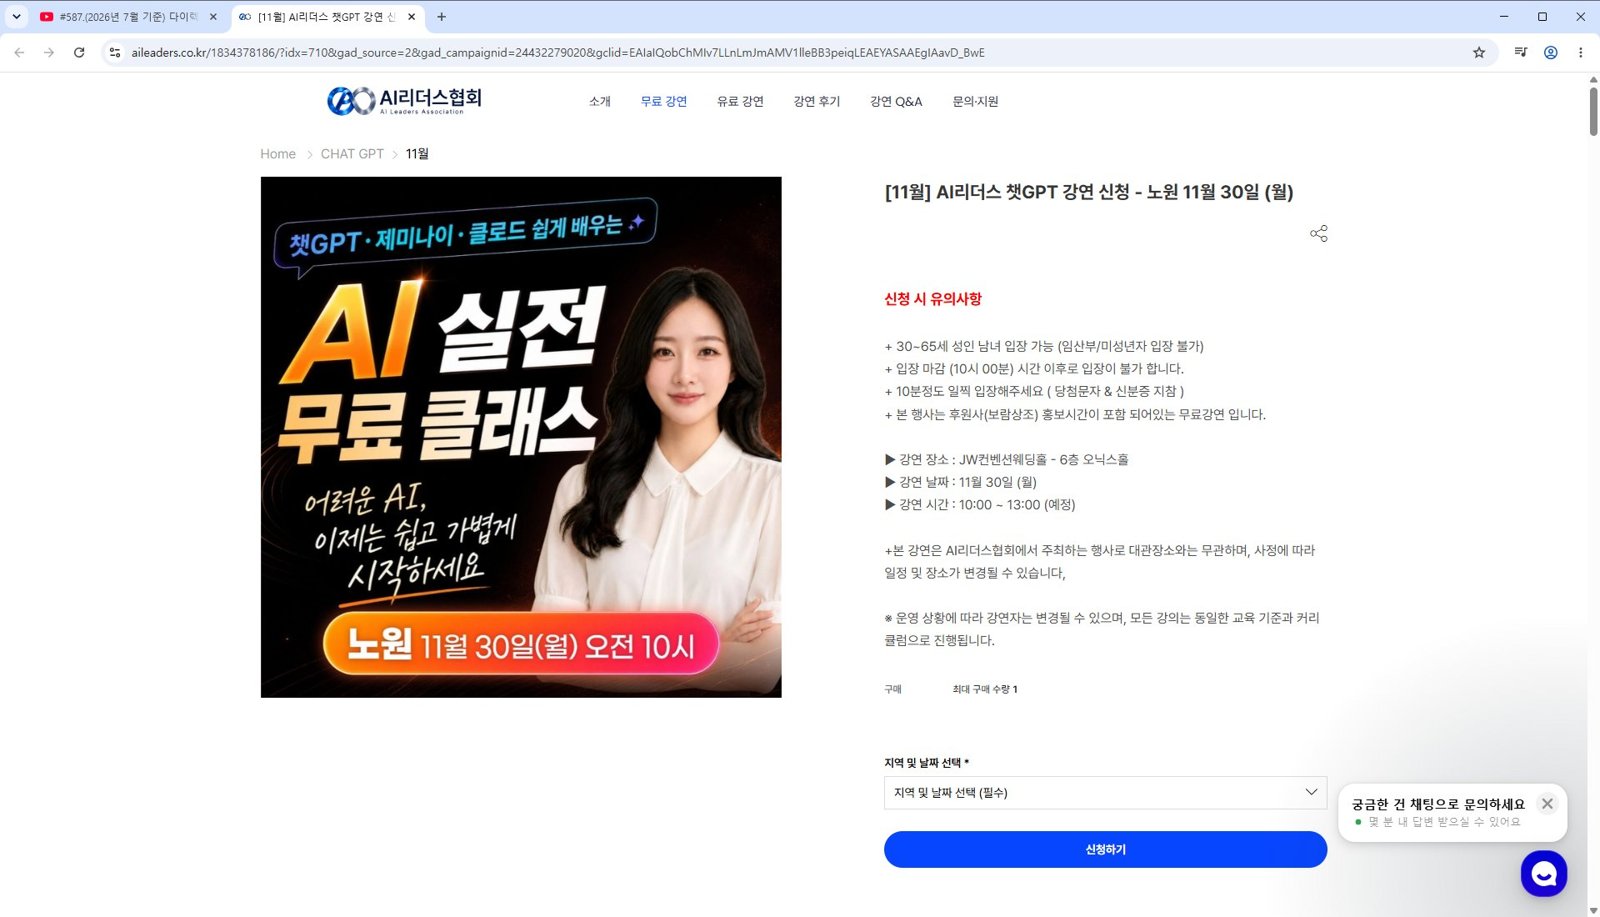 #587.(2026년 7월 기준) 다이렉
[11월] AI리더스 챗GPT 강연 신
aileaders.co.kr/1834378186/?idx=710&gad_source=2&gad_campaignid=24432279020&gclid=EAIaIQobChMIv7LLnLmJmAMV1lleBB3peiqLEAEYASAAEgIAavD_BwE
AI리더스협회
AI Leaders Association
소개
무료 강연
유료 강연
강연 후기
강연 Q&A
문의·지원
Home > CHAT GPT > 11월
챗GPT·제미나이·클로드 쉽게 배우는
AI 실전
무료 클래스
어려운 AI,
이제는 쉽고 가볍게
시작하세요
노원 11월 30일(월) 오전 10시
[11월] AI리더스 챗GPT 강연 신청 - 노원 11월 30일 (월)
신청 시 유의사항
+ 30~65세 성인 남녀 입장 가능 (임산부/미성년자 입장 불가)
+ 입장 마감 (10시 00분) 시간 이후로 입장이 불가 합니다.
+ 10분정도 일찍 입장해주세요 ( 당첨문자 & 신분증 지참 )
+ 본 행사는 후원사(보람상조) 홍보시간이 포함 되어있는 무료강연 입니다.
▶ 강연 장소 : JW컨벤션웨딩홀 - 6층 오닉스홀
▶ 강연 날짜 : 11월 30일 (월)
▶ 강연 시간 : 10:00 ~ 13:00 (예정)
+본 강연은 AI리더스협회에서 주최하는 행사로 대관장소와는 무관하며, 사정에 따라
일정 및 장소가 변경될 수 있습니다,
※ 운영 상황에 따라 강연자는 변경될 수 있으며, 모든 강의는 동일한 교육 기준과 커리
큘럼으로 진행됩니다.
구매
최대 구매 수량 1
지역 및 날짜 선택 *
지역 및 날짜 선택 (필수)
신청하기
궁금한 건 채팅으로 문의하세요
몇 분 내 답변 받으실 수 있어요